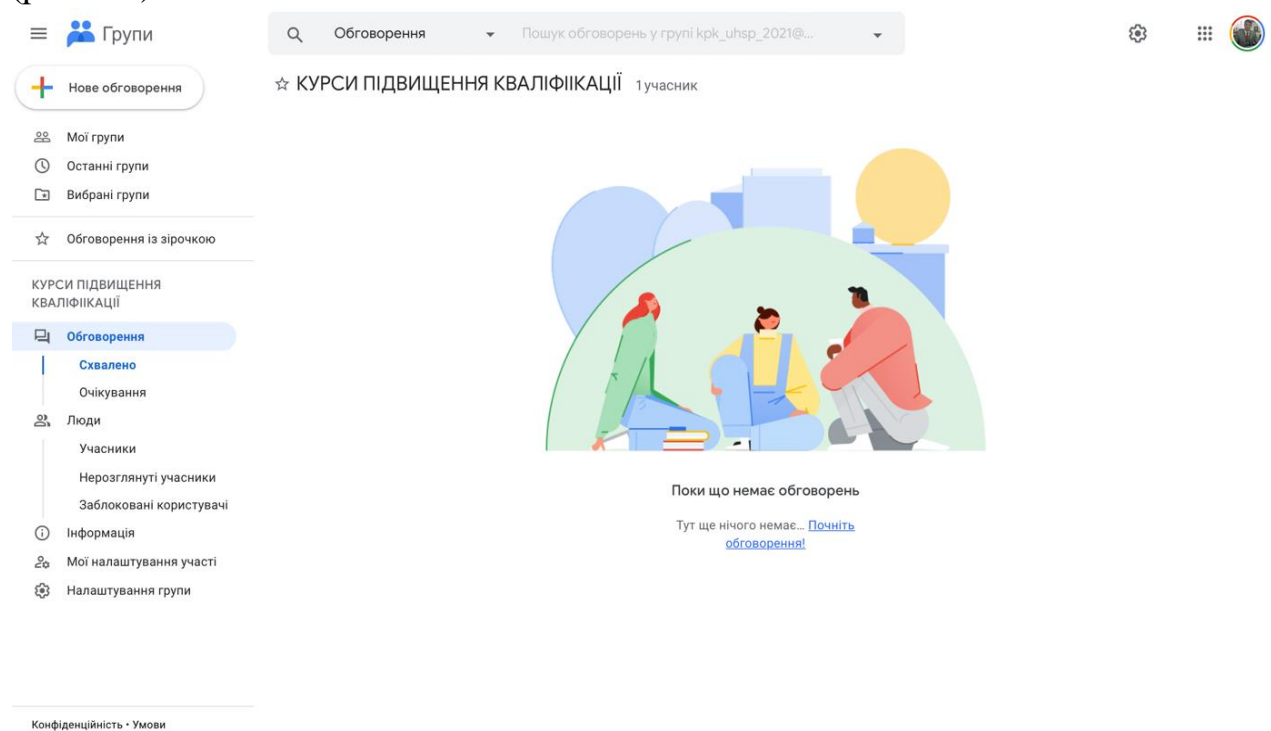 Групи
Обговорення
Пошук обговорень у групі kpk_uhsp_2021@...
Нове обговорення
КУРСИ ПІДВИЩЕННЯ КВАЛІФІІКАЦІЇ 1 учасник
Мої групи
Останні групи
Вибрані групи
Обговорення із зірочкою
КУРСИ ПІДВИЩЕННЯ
КВАЛІФІІКАЦІЇ
Обговорення
Схвалено
Очікування
Люди
Учасники
Нерозглянуті учасники
Заблоковані користувачі
Інформація
Мої налаштування участі
Налаштування групи
Поки що немає обговорень
Тут ще нічого немає... Почніть
обговорення!
Конфіденційність • Умови